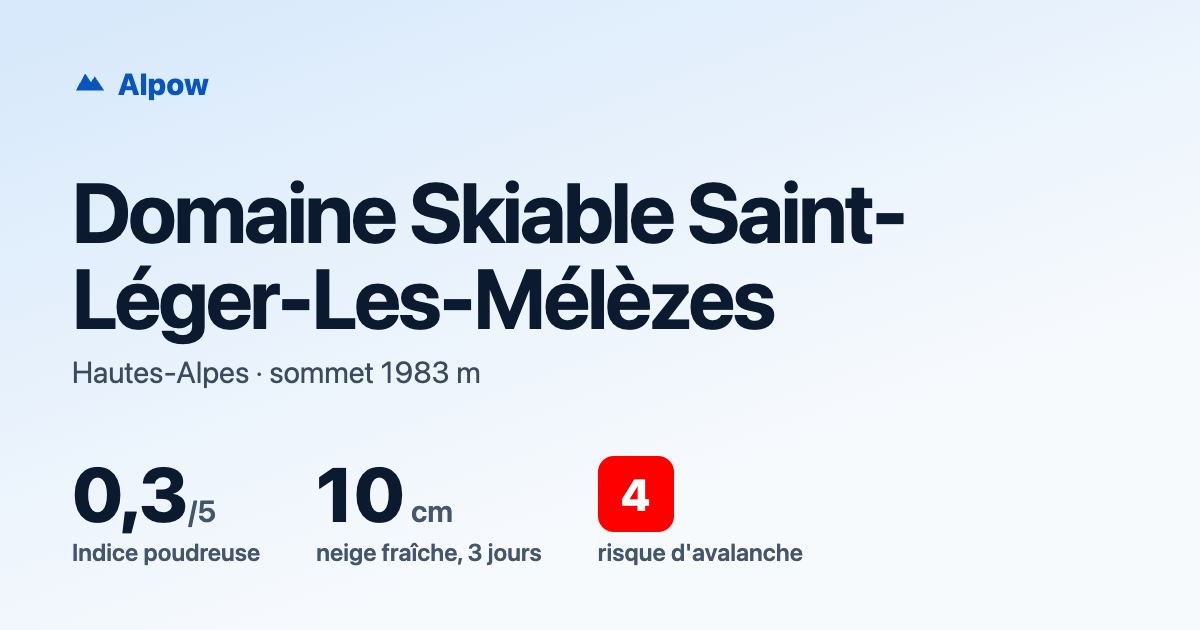 Alpow
Domaine Skiable Saint-
Léger-Les-Mélèzes
Hautes-Alpes · sommet 1983 m
0,3/5
10 cm
4
Indice poudreuse
neige fraîche, 3 jours
risque d'avalanche